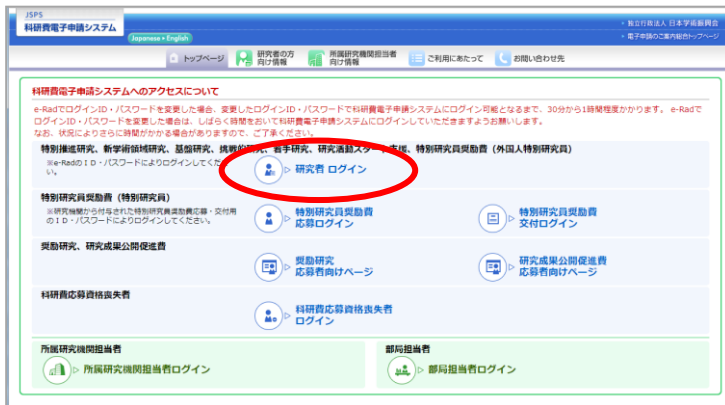 JSPS
科研費電子申請システム
Japanese ▸ English
独立行政法人 日本学術振興会
電子申請のご案内総合トップページ
トップページ
研究者の方
向け情報
所属研究機関担当者
向け情報
ご利用にあたって
お問い合わせ先
科研費電子申請システムへのアクセスについて
e-RadでログインID・パスワードを変更した場合、変更したログインID・パスワードで科研費電子申請システムにログイン可能となるまで、30分から1時間程度かかります。 e-Radで
ログインID・パスワードを変更した場合は、しばらく時間をおいて科研費電子申請システムにログインしていただきますようお願いします。
なお、状況によりさらに時間がかかる場合がありますので、ご了承ください。
特別推進研究、新学術領域研究、基盤研究、挑戦的研究、若手研究、研究活動スタート支援、特別研究員奨励費（外国人特別研究員）
※e-RadのID・パスワードによりログインしてくだ
い。
研究者 ログイン
特別研究員奨励費（特別研究員）
※研究機関から付与された特別研究員奨励費応募・交付用
のID・パスワードによりログインしてください。
特別研究員奨励費
応募ログイン
特別研究員奨励費
交付ログイン
奨励研究、研究成果公開促進費
奨励研究
応募者向けページ
研究成果公開促進費
応募者向けページ
科研費応募資格喪失者
科研費応募資格喪失者
ログイン
所属研究機関担当者
所属研究機関担当者ログイン
部局担当者
部局担当者ログイン